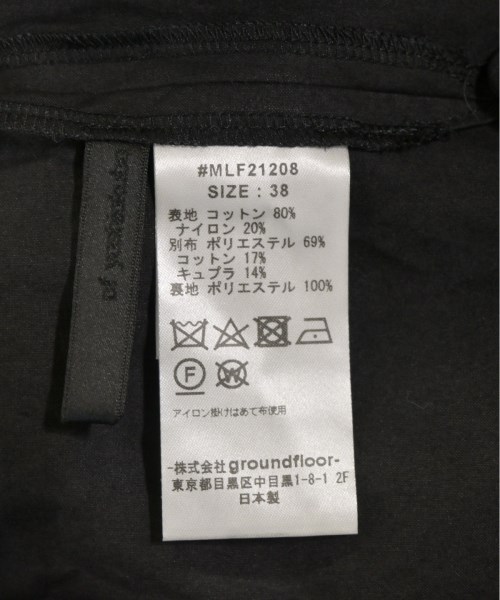 #MLF21208
SIZE : 38
表地 コットン 80%
ナイロン 20%
別布 ポリエステル 69%
コットン 17%
キュプラ 14%
裏地 ポリエステル 100%
F
W
アイロン掛けはあて布使用
-株式会社groundfloor-
東京都目黒区中目黒1-8-1 2F
日本製